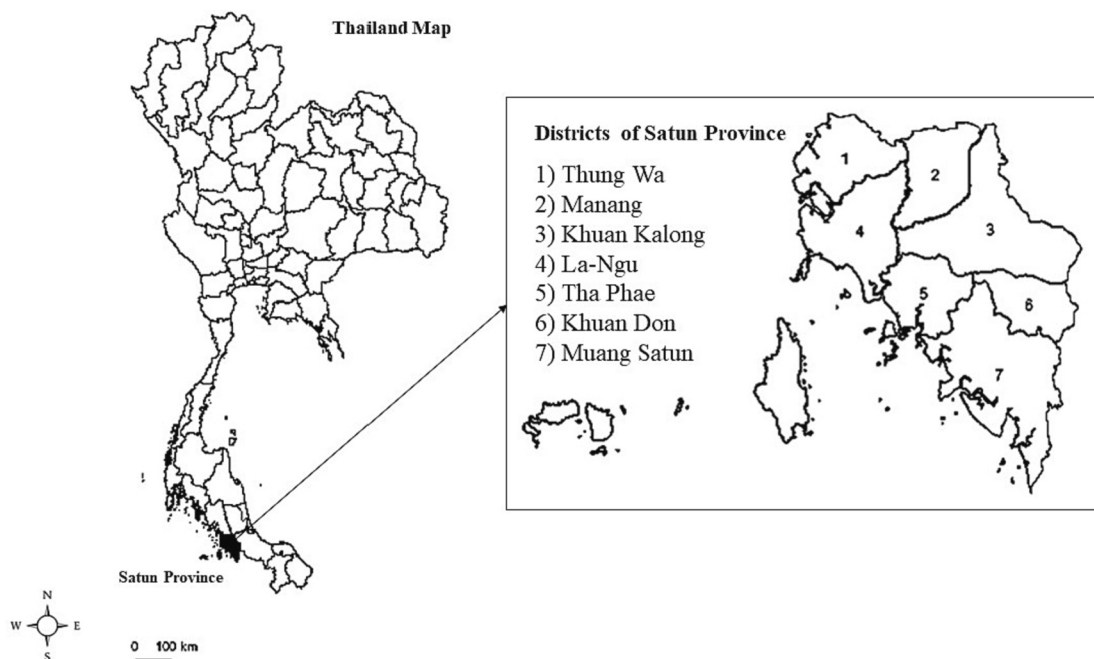 Thailand Map
Districts of Satun Province
1) Thung Wa
2) Manang
3) Khuan Kalong
4) La-Ngu
5) Tha Phae
6) Khuan Don
7) Muang Satun
1
2
3
4
5
6
7
Satun Province
N
W E
S
0 100 km